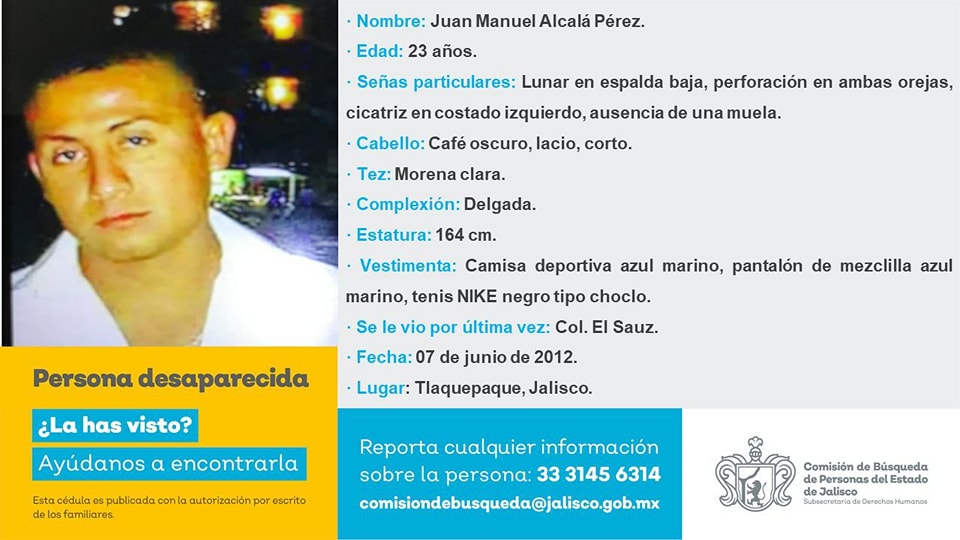 · Nombre: Juan Manuel Alcalá Pérez.
· Edad: 23 años.
· Señas particulares: Lunar en espalda baja, perforación en ambas orejas,
cicatriz en costado izquierdo, ausencia de una muela.
· Cabello: Café oscuro, lacio, corto.
· Tez: Morena clara.
· Complexión: Delgada.
· Estatura: 164 cm.
· Vestimenta: Camisa deportiva azul marino, pantalón de mezclilla azul
marino, tenis NIKE negro tipo choclo.
· Se le vio por última vez: Col. El Sauz.
· Fecha: 07 de junio de 2012.
· Lugar: Tlaquepaque, Jalisco.
Persona desaparecida
¿La has visto?
Ayúdanos a encontrarla
Esta cédula es publicada con la autorización por escrito
de los familiares.
Reporta cualquier información
sobre la persona: 33 3145 6314
comisiondebusqueda@jalisco.gob.mx
Comisión de Búsqueda
de Personas del Estado
de Jalisco
Subsecretaría de Derechos Humanos